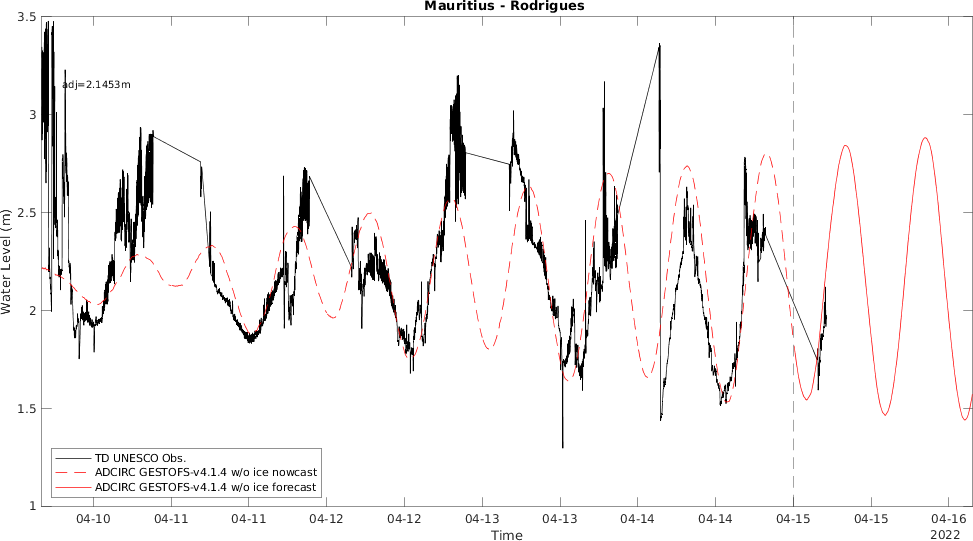 Mauritius - Rodrigues
3.5
adj=2.1453m
3
2.5
2
1.5
1
Water Level (m)
TD UNESCO Obs.
ADCIRC GESTOFS-v4.1.4 w/o ice nowcast
ADCIRC GESTOFS-v4.1.4 w/o ice forecast
04-10 04-11 04-11 04-12 04-12 04-13 04-13 04-14 04-14 04-15 04-15 04-16
Time
2022